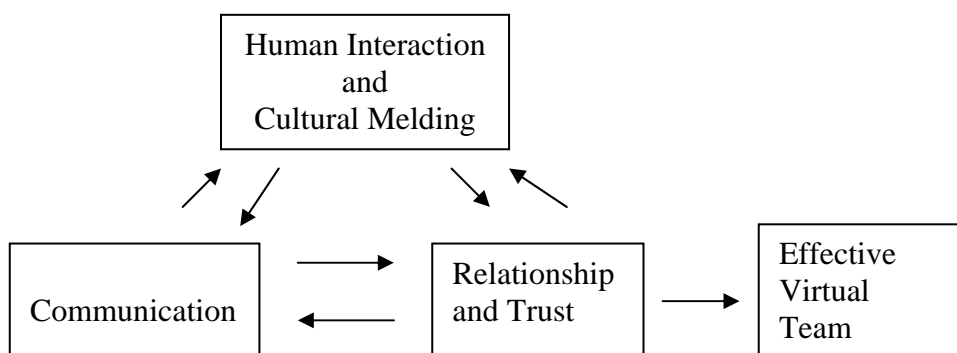 Human Interaction
and
Cultural Melding
Communication
Relationship
and Trust
Effective
Virtual
Team